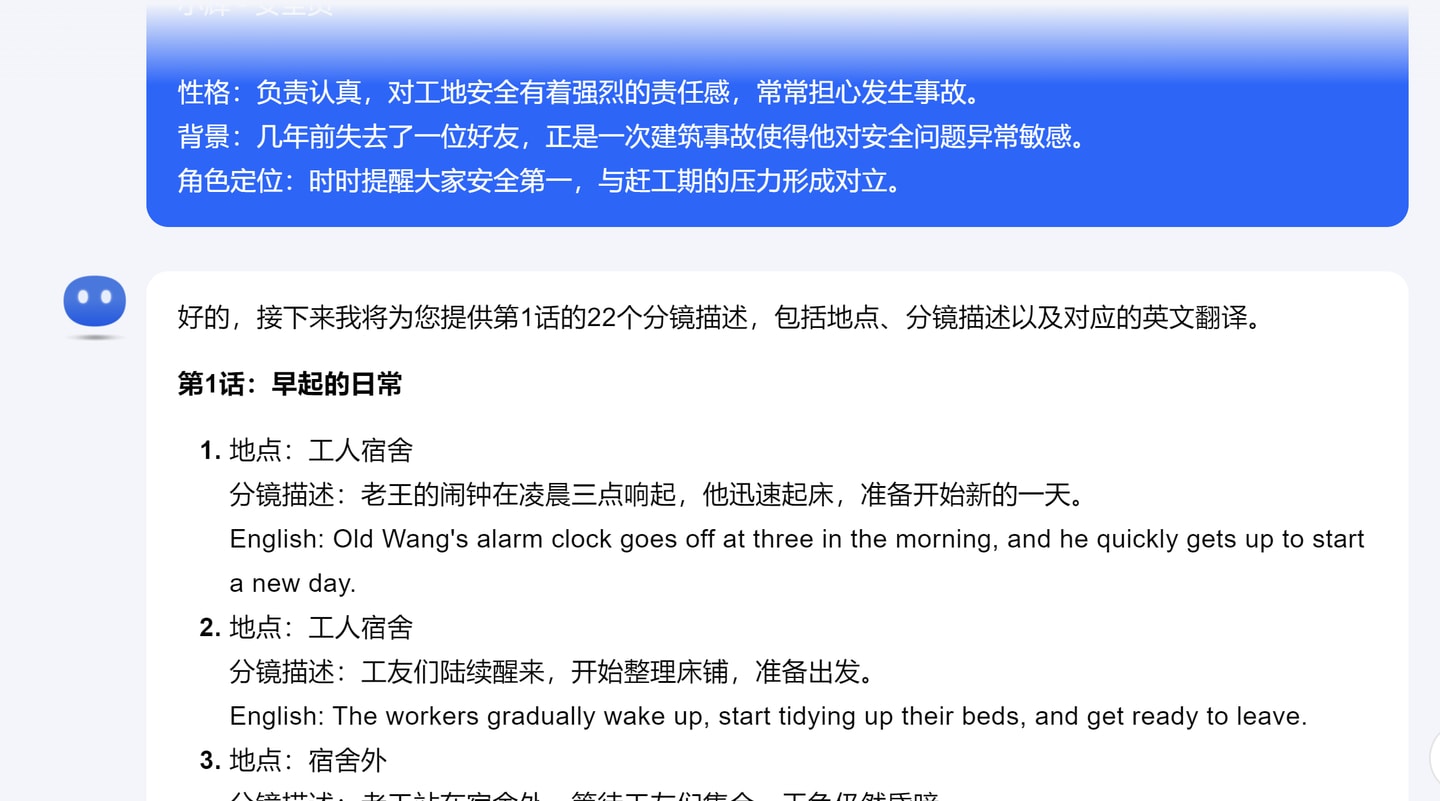 性格：负责认真，对工地安全有着强烈的责任感，常常担心发生事故。
背景：几年前失去了一位好友，正是一次建筑事故使得他对安全问题异常敏感。
角色定位：时时提醒大家安全第一，与赶工期的压力形成对立。
好的，接下来我将为您提供第1话的22个分镜描述，包括地点、分镜描述以及对应的英文翻译。
第1话：早起的日常
1. 地点：工人宿舍
分镜描述：老王的闹钟在凌晨三点响起，他迅速起床，准备开始新的一天。
English: Old Wang's alarm clock goes off at three in the morning, and he quickly gets up to start
a new day.
2. 地点：工人宿舍
分镜描述：工友们陆续醒来，开始整理床铺，准备出发。
English: The workers gradually wake up, start tidying up their beds, and get ready to leave.
3. 地点：宿舍外